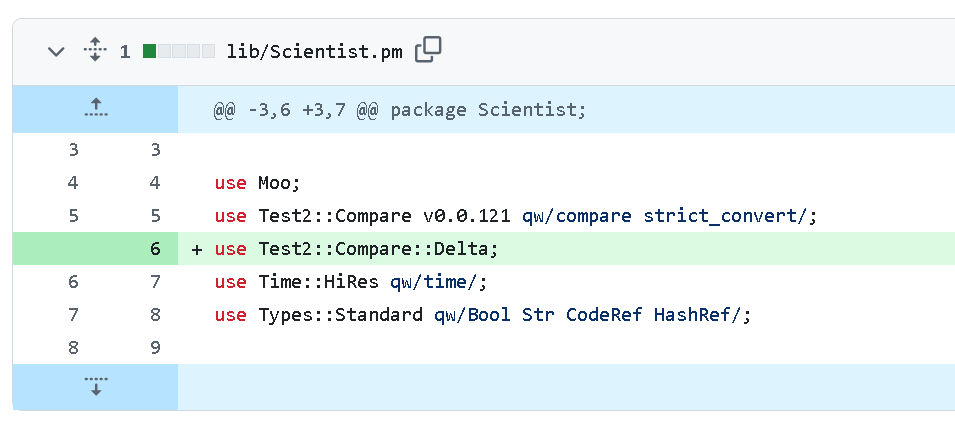 1 lib/Scientist.pm
@@ -3,6 +3,7 @@ package Scientist;
3 3
4 4 use Moo;
5 5 use Test2::Compare v0.0.121 qw/compare strict_convert/;
6 + use Test2::Compare::Delta;
6 7 use Time::HiRes qw/time/;
7 8 use Types::Standard qw/Bool Str CodeRef HashRef/;
8 9